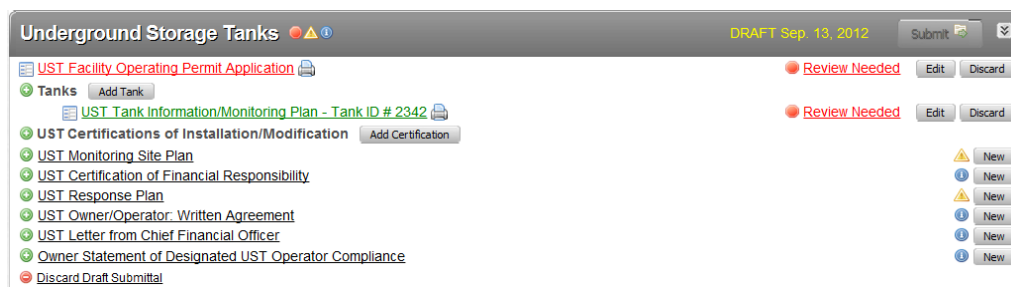 Underground Storage Tanks DRAFT Sep. 13, 2012 Submit
UST Facility Operating Permit Application Review Needed Edit Discard
Tanks Add Tank
UST Tank Information/Monitoring Plan - Tank ID # 2342 Review Needed Edit Discard
UST Certifications of Installation/Modification Add Certification
UST Monitoring Site Plan New
UST Certification of Financial Responsibility New
UST Response Plan New
UST Owner/Operator: Written Agreement New
UST Letter from Chief Financial Officer New
Owner Statement of Designated UST Operator Compliance New
Discard Draft Submittal